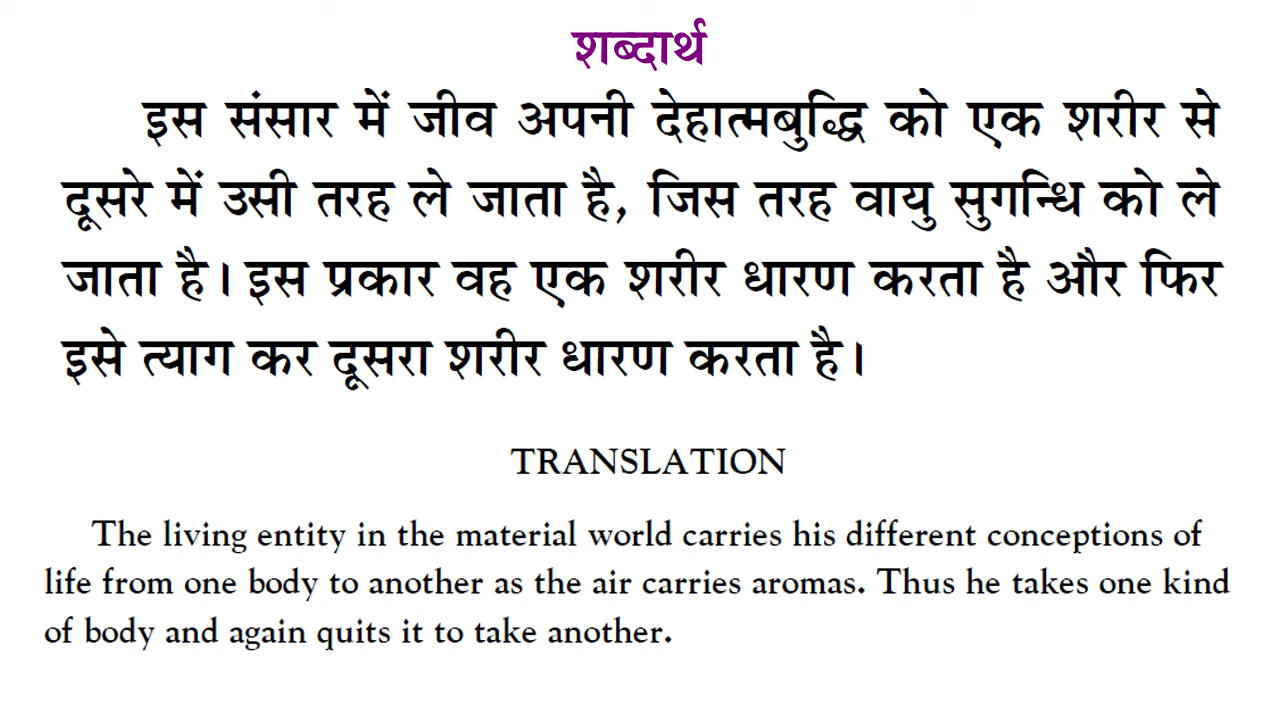 शब्दार्थ
इस संसार में जीव अपनी देहात्मबुद्धि को एक शरीर से
दूसरे में उसी तरह ले जाता है, जिस तरह वायु सुगन्धि को ले
जाता है। इस प्रकार वह एक शरीर धारण करता है और फिर
इसे त्याग कर दूसरा शरीर धारण करता है।
TRANSLATION
The living entity in the material world carries his different conceptions of
life from one body to another as the air carries aromas. Thus he takes one kind
of body and again quits it to take another.